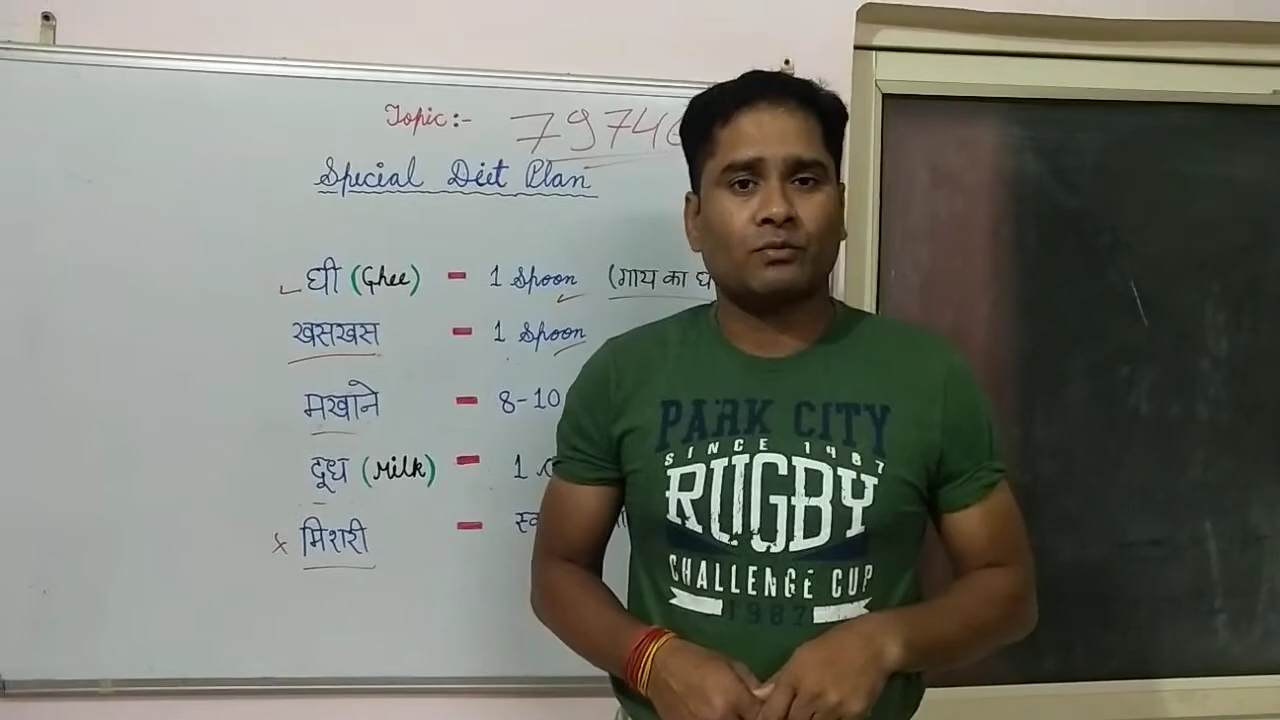 Topic:- 7974
Special Diet Plan
घी (Ghee) - 1 Spoon (गाय का
खसखस - 1 Spoon
मखाने - 8-10
दूध (Milk) - 1
मिशरी -
PARK CITY
SINCE 1987
RUGBY
CHALLENGE CUP
1987